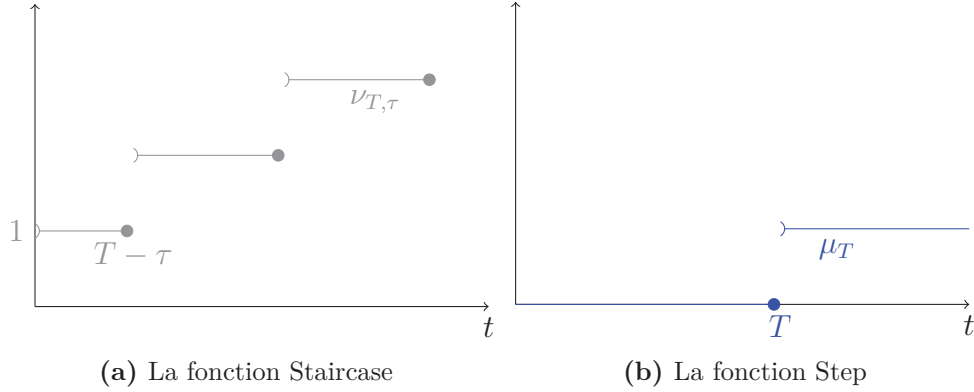 ν_{T,τ}
1
T − τ
t
(a) La fonction Staircase
μ_T
T
t
(b) La fonction Step